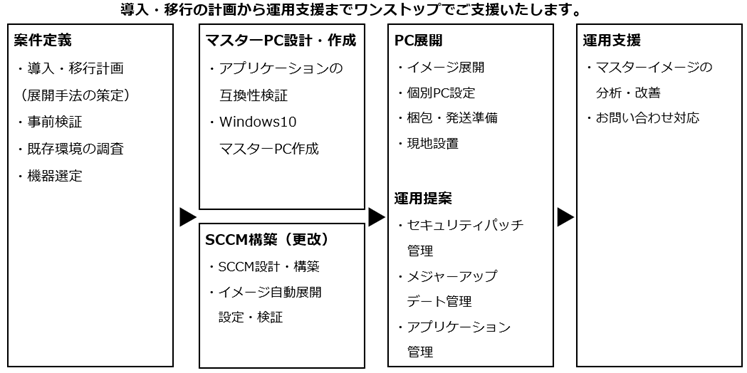 導入・移行の計画から運用支援までワンストップでご支援いたします。
案件定義
・導入・移行計画
（展開手法の策定）
・事前検証
・既存環境の調査
・機器選定
マスターPC設計・作成
・アプリケーションの
互換性検証
・Windows10
マスターPC作成
SCCM構築（更改）
・SCCM設計・構築
・イメージ自動展開
設定・検証
PC展開
・イメージ展開
・個別PC設定
・梱包・発送準備
・現地設置
運用提案
・セキュリティパッチ
管理
・メジャーアップ
デート管理
・アプリケーション
管理
運用支援
・マスターイメージの
分析・改善
・お問い合わせ対応